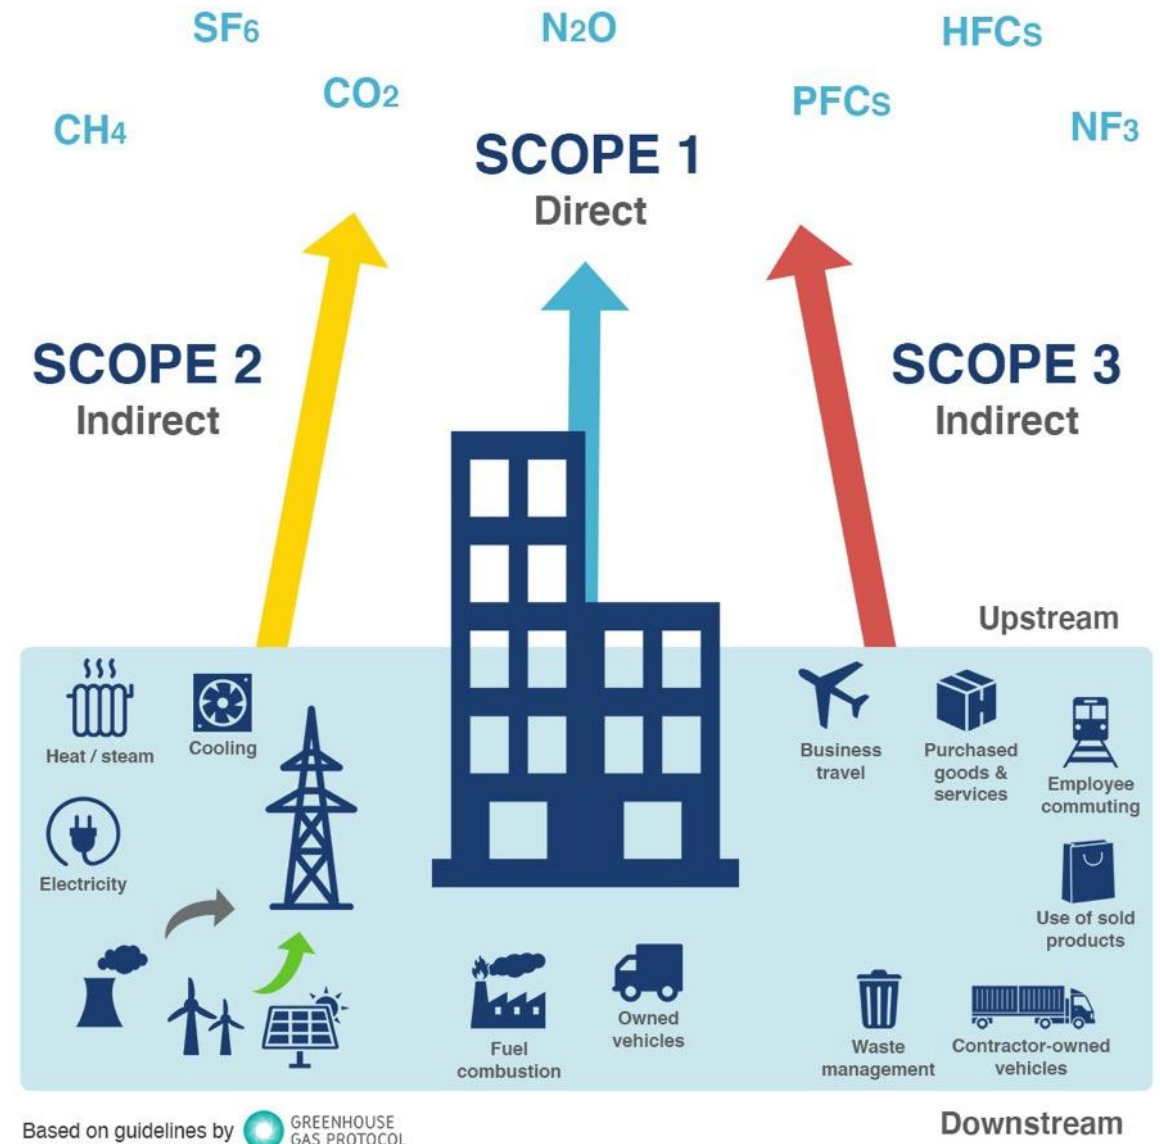 SF6
N2O
HFCs
CO2
PFCs
CH4
NF3
SCOPE 1
Direct
SCOPE 2
Indirect
SCOPE 3
Indirect
Upstream
Heat / steam
Cooling
Electricity
Business
travel
Purchased
goods &
services
Employee
commuting
Use of sold
products
Fuel
combustion
Owned
vehicles
Waste
management
Contractor-owned
vehicles
Based on guidelines by
GREENHOUSE
GAS PROTOCOL
Downstream